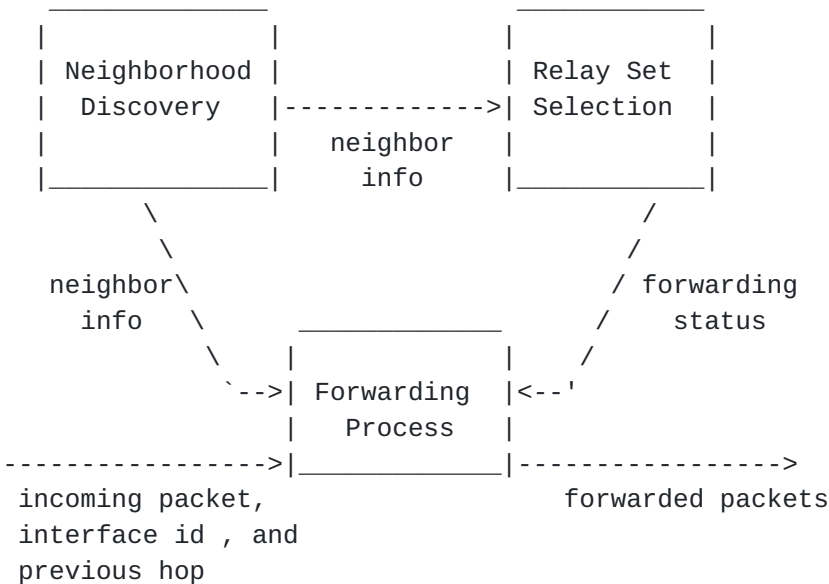 Neighborhood
Discovery
Relay Set
Selection
neighbor
info
neighbor
info
forwarding
status
Forwarding
Process
incoming packet,
interface id , and
previous hop
forwarded packets